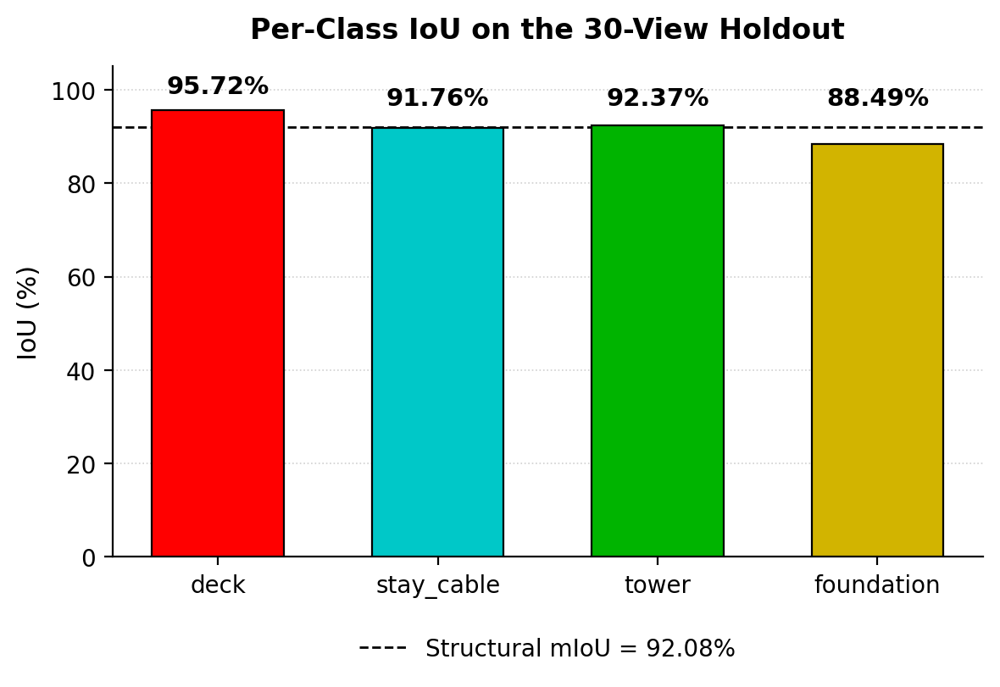 Per-Class IoU on the 30-View Holdout
95.72%
91.76%
92.37%
88.49%
100
80
60
40
20
0
IoU (%)
deck
stay_cable
tower
foundation
Structural mIoU = 92.08%